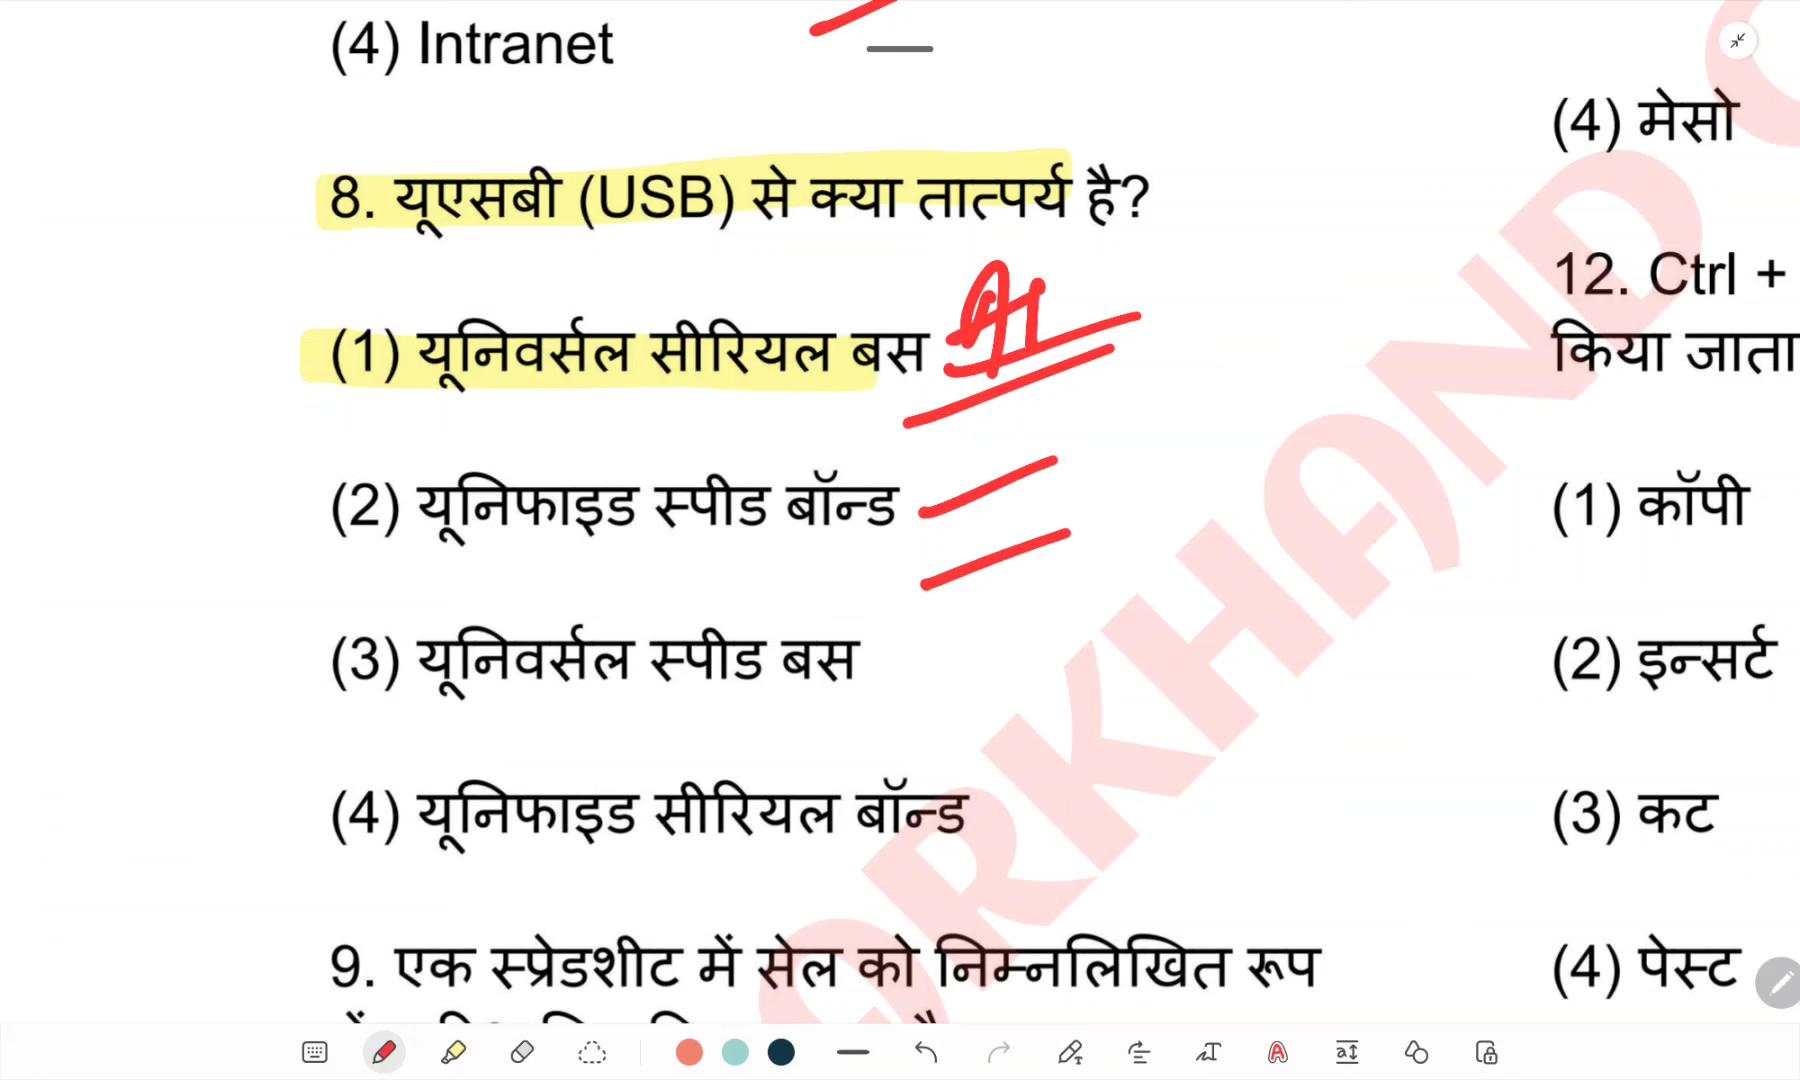 (4) Intranet
8. यूएसबी (USB) से क्या तात्पर्य है?
(1) यूनिवर्सल सीरियल बस
(2) यूनिफाइड स्पीड बॉन्ड
(3) यूनिवर्सल स्पीड बस
(4) यूनिफाइड सीरियल बॉन्ड
9. एक स्प्रेडशीट में सेल को निम्नलिखित रूप
(4) मेसो
12. Ctrl +
किया जाता
(1) कॉपी
(2) इन्सर्ट
(3) कट
(4) पेस्ट